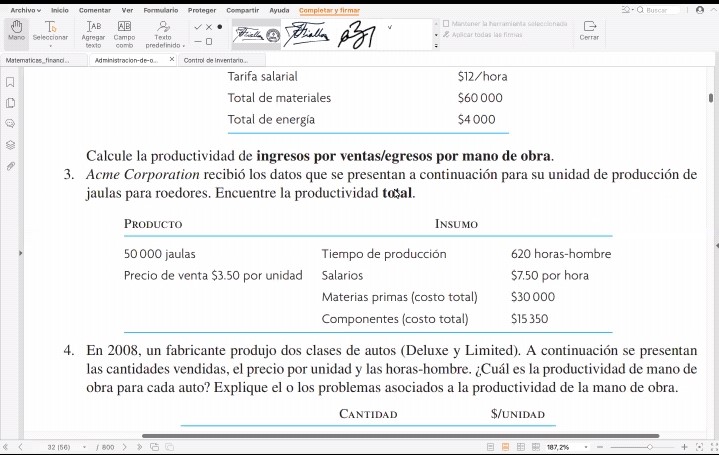 Archivo Inicio Comentar Ver Formulario Proteger Compartir Ayuda Completar y firmar Buscar
Mano Seleccionar Agregar texto Campo comb Texto predefinido Mantener la herramienta seleccionada
Aplicar todas las firmas Cerrar
Matematicas_financi... Administracion-de-o... Control de inventario...
Tarifa salarial $12/hora
Total de materiales $60 000
Total de energía $4 000
Calcule la productividad de ingresos por ventas/egresos por mano de obra.
3. Acme Corporation recibió los datos que se presentan a continuación para su unidad de producción de
jaulas para roedores. Encuentre la productividad total.
PRODUCTO INSUMO
50 000 jaulas Tiempo de producción 620 horas-hombre
Precio de venta $3.50 por unidad Salarios $7.50 por hora
Materias primas (costo total) $30 000
Componentes (costo total) $15 350
4. En 2008, un fabricante produjo dos clases de autos (Deluxe y Limited). A continuación se presentan
las cantidades vendidas, el precio por unidad y las horas-hombre. ¿Cuál es la productividad de mano de
obra para cada auto? Explique el o los problemas asociados a la productividad de la mano de obra.
CANTIDAD $/UNIDAD
32 (56) / 800 187,2%